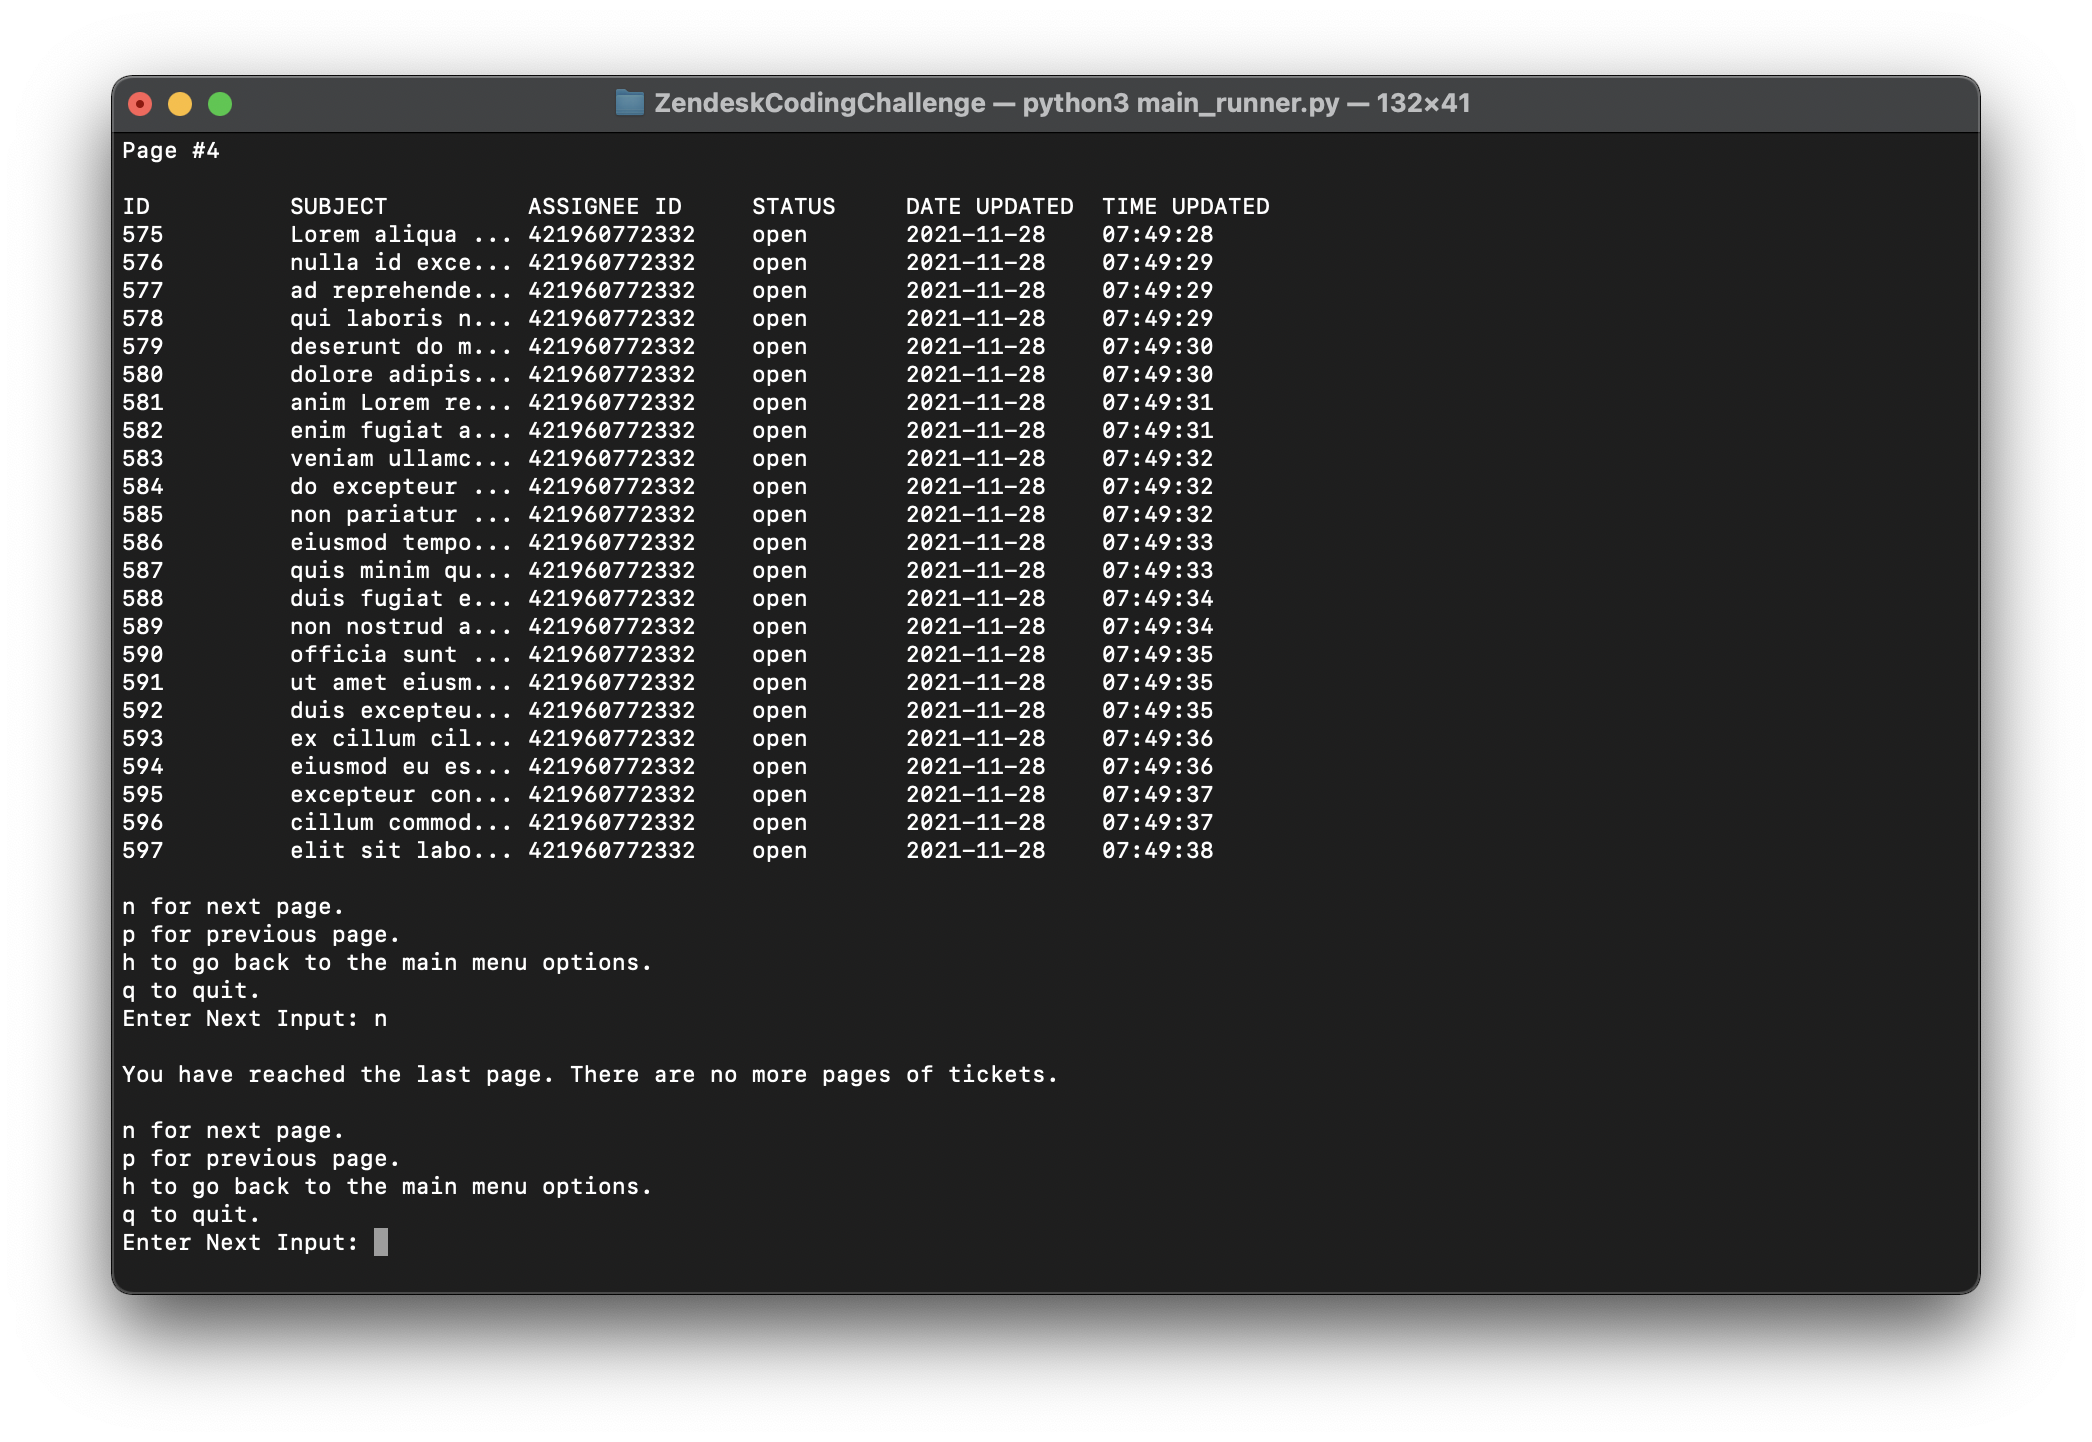 ZendeskCodingChallenge — python3 main_runner.py — 132×41
Page #4
ID SUBJECT ASSIGNEE ID STATUS DATE UPDATED TIME UPDATED
575 Lorem aliqua ... 421960772332 open 2021-11-28 07:49:28
576 nulla id exce... 421960772332 open 2021-11-28 07:49:29
577 ad reprehende... 421960772332 open 2021-11-28 07:49:29
578 qui laboris n... 421960772332 open 2021-11-28 07:49:29
579 deserunt do m... 421960772332 open 2021-11-28 07:49:30
580 dolore adipis... 421960772332 open 2021-11-28 07:49:30
581 anim Lorem re... 421960772332 open 2021-11-28 07:49:31
582 enim fugiat a... 421960772332 open 2021-11-28 07:49:31
583 veniam ullamc... 421960772332 open 2021-11-28 07:49:32
584 do excepteur ... 421960772332 open 2021-11-28 07:49:32
585 non pariatur ... 421960772332 open 2021-11-28 07:49:32
586 eiusmod tempo... 421960772332 open 2021-11-28 07:49:33
587 quis minim qu... 421960772332 open 2021-11-28 07:49:33
588 duis fugiat e... 421960772332 open 2021-11-28 07:49:34
589 non nostrud a... 421960772332 open 2021-11-28 07:49:34
590 officia sunt ... 421960772332 open 2021-11-28 07:49:35
591 ut amet eiusm... 421960772332 open 2021-11-28 07:49:35
592 duis excepteu... 421960772332 open 2021-11-28 07:49:35
593 ex cillum cil... 421960772332 open 2021-11-28 07:49:36
594 eiusmod eu es... 421960772332 open 2021-11-28 07:49:36
595 excepteur con... 421960772332 open 2021-11-28 07:49:37
596 cillum commod... 421960772332 open 2021-11-28 07:49:37
597 elit sit labo... 421960772332 open 2021-11-28 07:49:38
n for next page.
p for previous page.
h to go back to the main menu options.
q to quit.
Enter Next Input: n
You have reached the last page. There are no more pages of tickets.
n for next page.
p for previous page.
h to go back to the main menu options.
q to quit.
Enter Next Input: